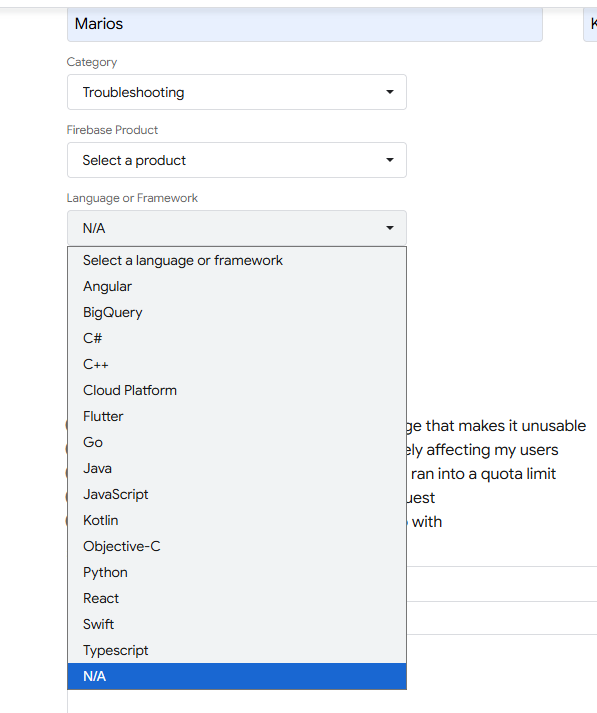 Marios
K
Category
Troubleshooting
Firebase Product
Select a product
Language or Framework
N/A
Select a language or framework
Angular
BigQuery
C#
C++
Cloud Platform
Flutter
Go
Java
JavaScript
Kotlin
Objective-C
Python
React
Swift
Typescript
N/A
ge that makes it unusable
ely affecting my users
ran into a quota limit
uest
with